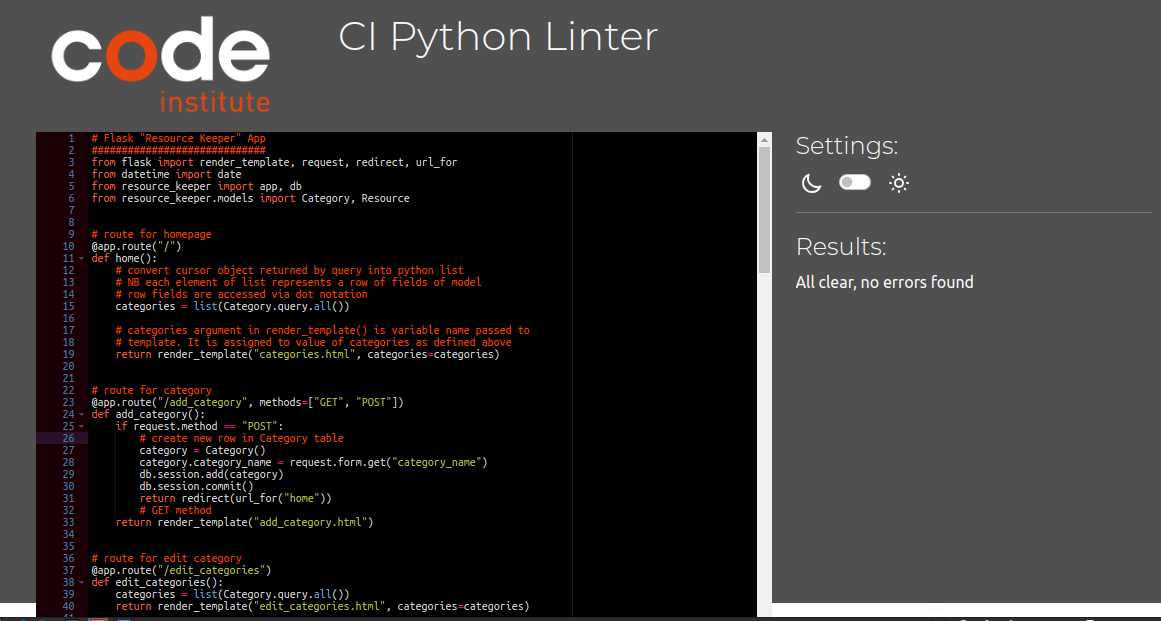 code
institute
CI Python Linter
1 # Flask "Resource Keeper" App
2 #############################
3 from flask import render_template, request, redirect, url_for
4 from datetime import date
5 from resource_keeper import app, db
6 from resource_keeper.models import Category, Resource
7
8
9 # route for homepage
10 @app.route("/")
11 def home():
12     # convert cursor object returned by query into python list
13     # NB each element of list represents a row of fields of model
14     # row fields are accessed via dot notation
15     categories = list(Category.query.all())
16
17     # categories argument in render_template() is variable name passed to
18     # template. It is assigned to value of categories as defined above
19     return render_template("categories.html", categories=categories)
20
21
22 # route for category
23 @app.route("/add_category", methods=["GET", "POST"])
24 def add_category():
25     if request.method == "POST":
26         # create new row in Category table
27         category = Category()
28         category.category_name = request.form.get("category_name")
29         db.session.add(category)
30         db.session.commit()
31         return redirect(url_for("home"))
32         # GET method
33     return render_template("add_category.html")
34
35
36 # route for edit category
37 @app.route("/edit_categories")
38 def edit_categories():
39     categories = list(Category.query.all())
40     return render_template("edit_categories.html", categories=categories)
Settings:
Results:
All clear, no errors found